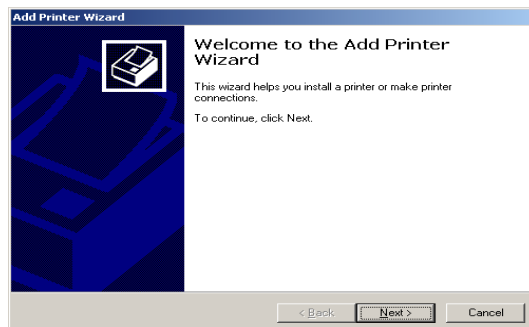 Add Printer Wizard
Welcome to the Add Printer
Wizard
This wizard helps you install a printer or make printer
connections.
To continue, click Next.
< Back
Next >
Cancel